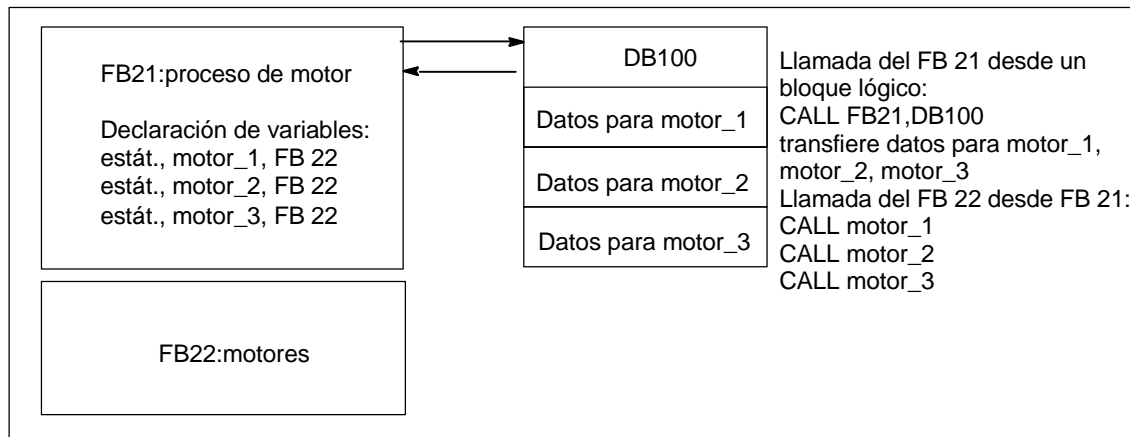 FB21:proceso de motor
Declaración de variables:
estát., motor_1, FB 22
estát., motor_2, FB 22
estát., motor_3, FB 22
DB100
Datos para motor_1
Datos para motor_2
Datos para motor_3
Llamada del FB 21 desde un
bloque lógico:
CALL FB21,DB100
transfiere datos para motor_1,
motor_2, motor_3
Llamada del FB 22 desde FB 21:
CALL motor_1
CALL motor_2
CALL motor_3
FB22:motores